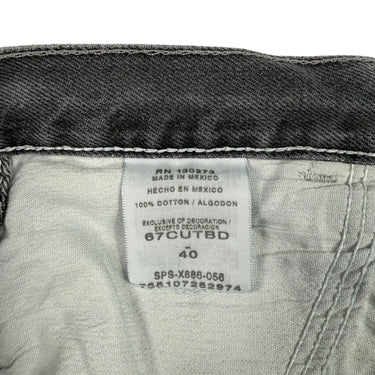 RN 130273
MADE IN MEXICO
HECHO EN MEXICO
100% COTTON / ALGODON
EXCLUSIVE OF DECORATION /
EXCEPTO DECORACION
67CUTBD
-
40
SPS-X886-056
766107262974